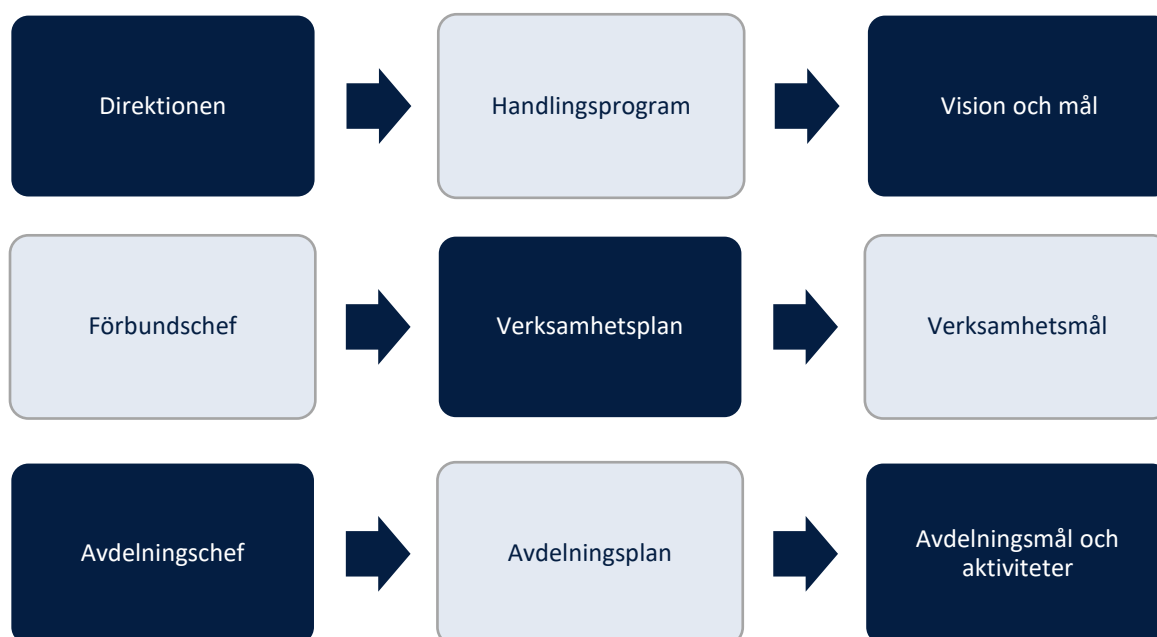 Direktionen
Handlingsprogram
Vision och mål
Förbundschef
Verksamhetsplan
Verksamhetsmål
Avdelningschef
Avdelningsplan
Avdelningsmål och
aktiviteter